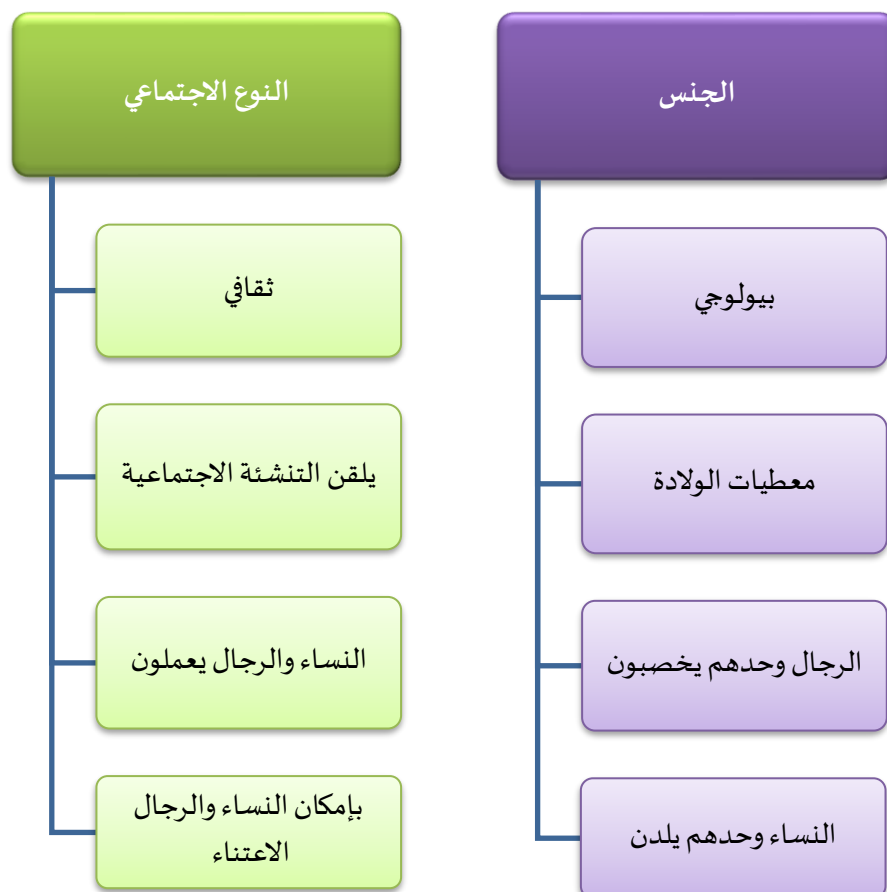 الجنس
بيولوجي
معطيات الولادة
الرجال وحدهم يخصبون
النساء وحدهم يلدن
النوع الاجتماعي
ثقافي
يلقن التنشئة الاجتماعية
النساء والرجال يعملون
بإمكان النساء والرجال
الاعتناء